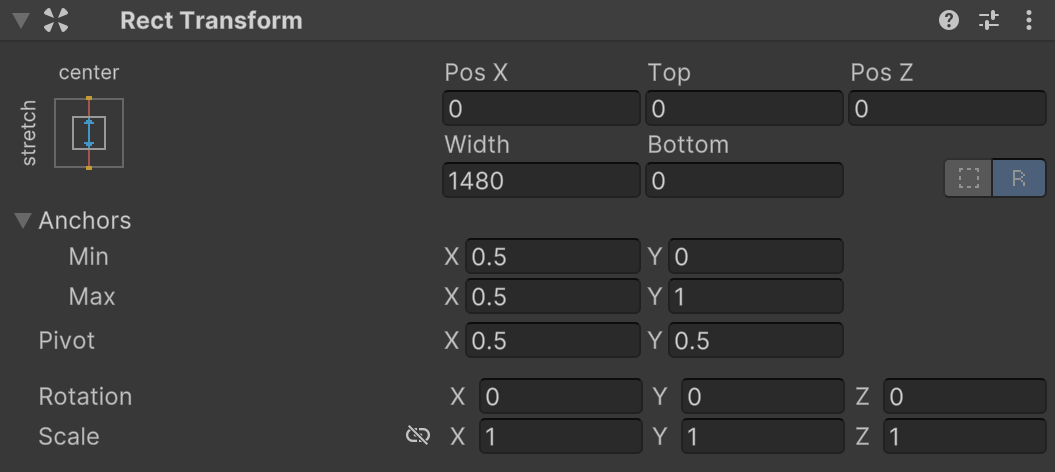 Rect Transform
center
stretch
Pos X Top Pos Z
0 0 0
Width Bottom
1480 0 R
Anchors
Min X 0.5 Y 0
Max X 0.5 Y 1
Pivot X 0.5 Y 0.5
Rotation X 0 Y 0 Z 0
Scale X 1 Y 1 Z 1